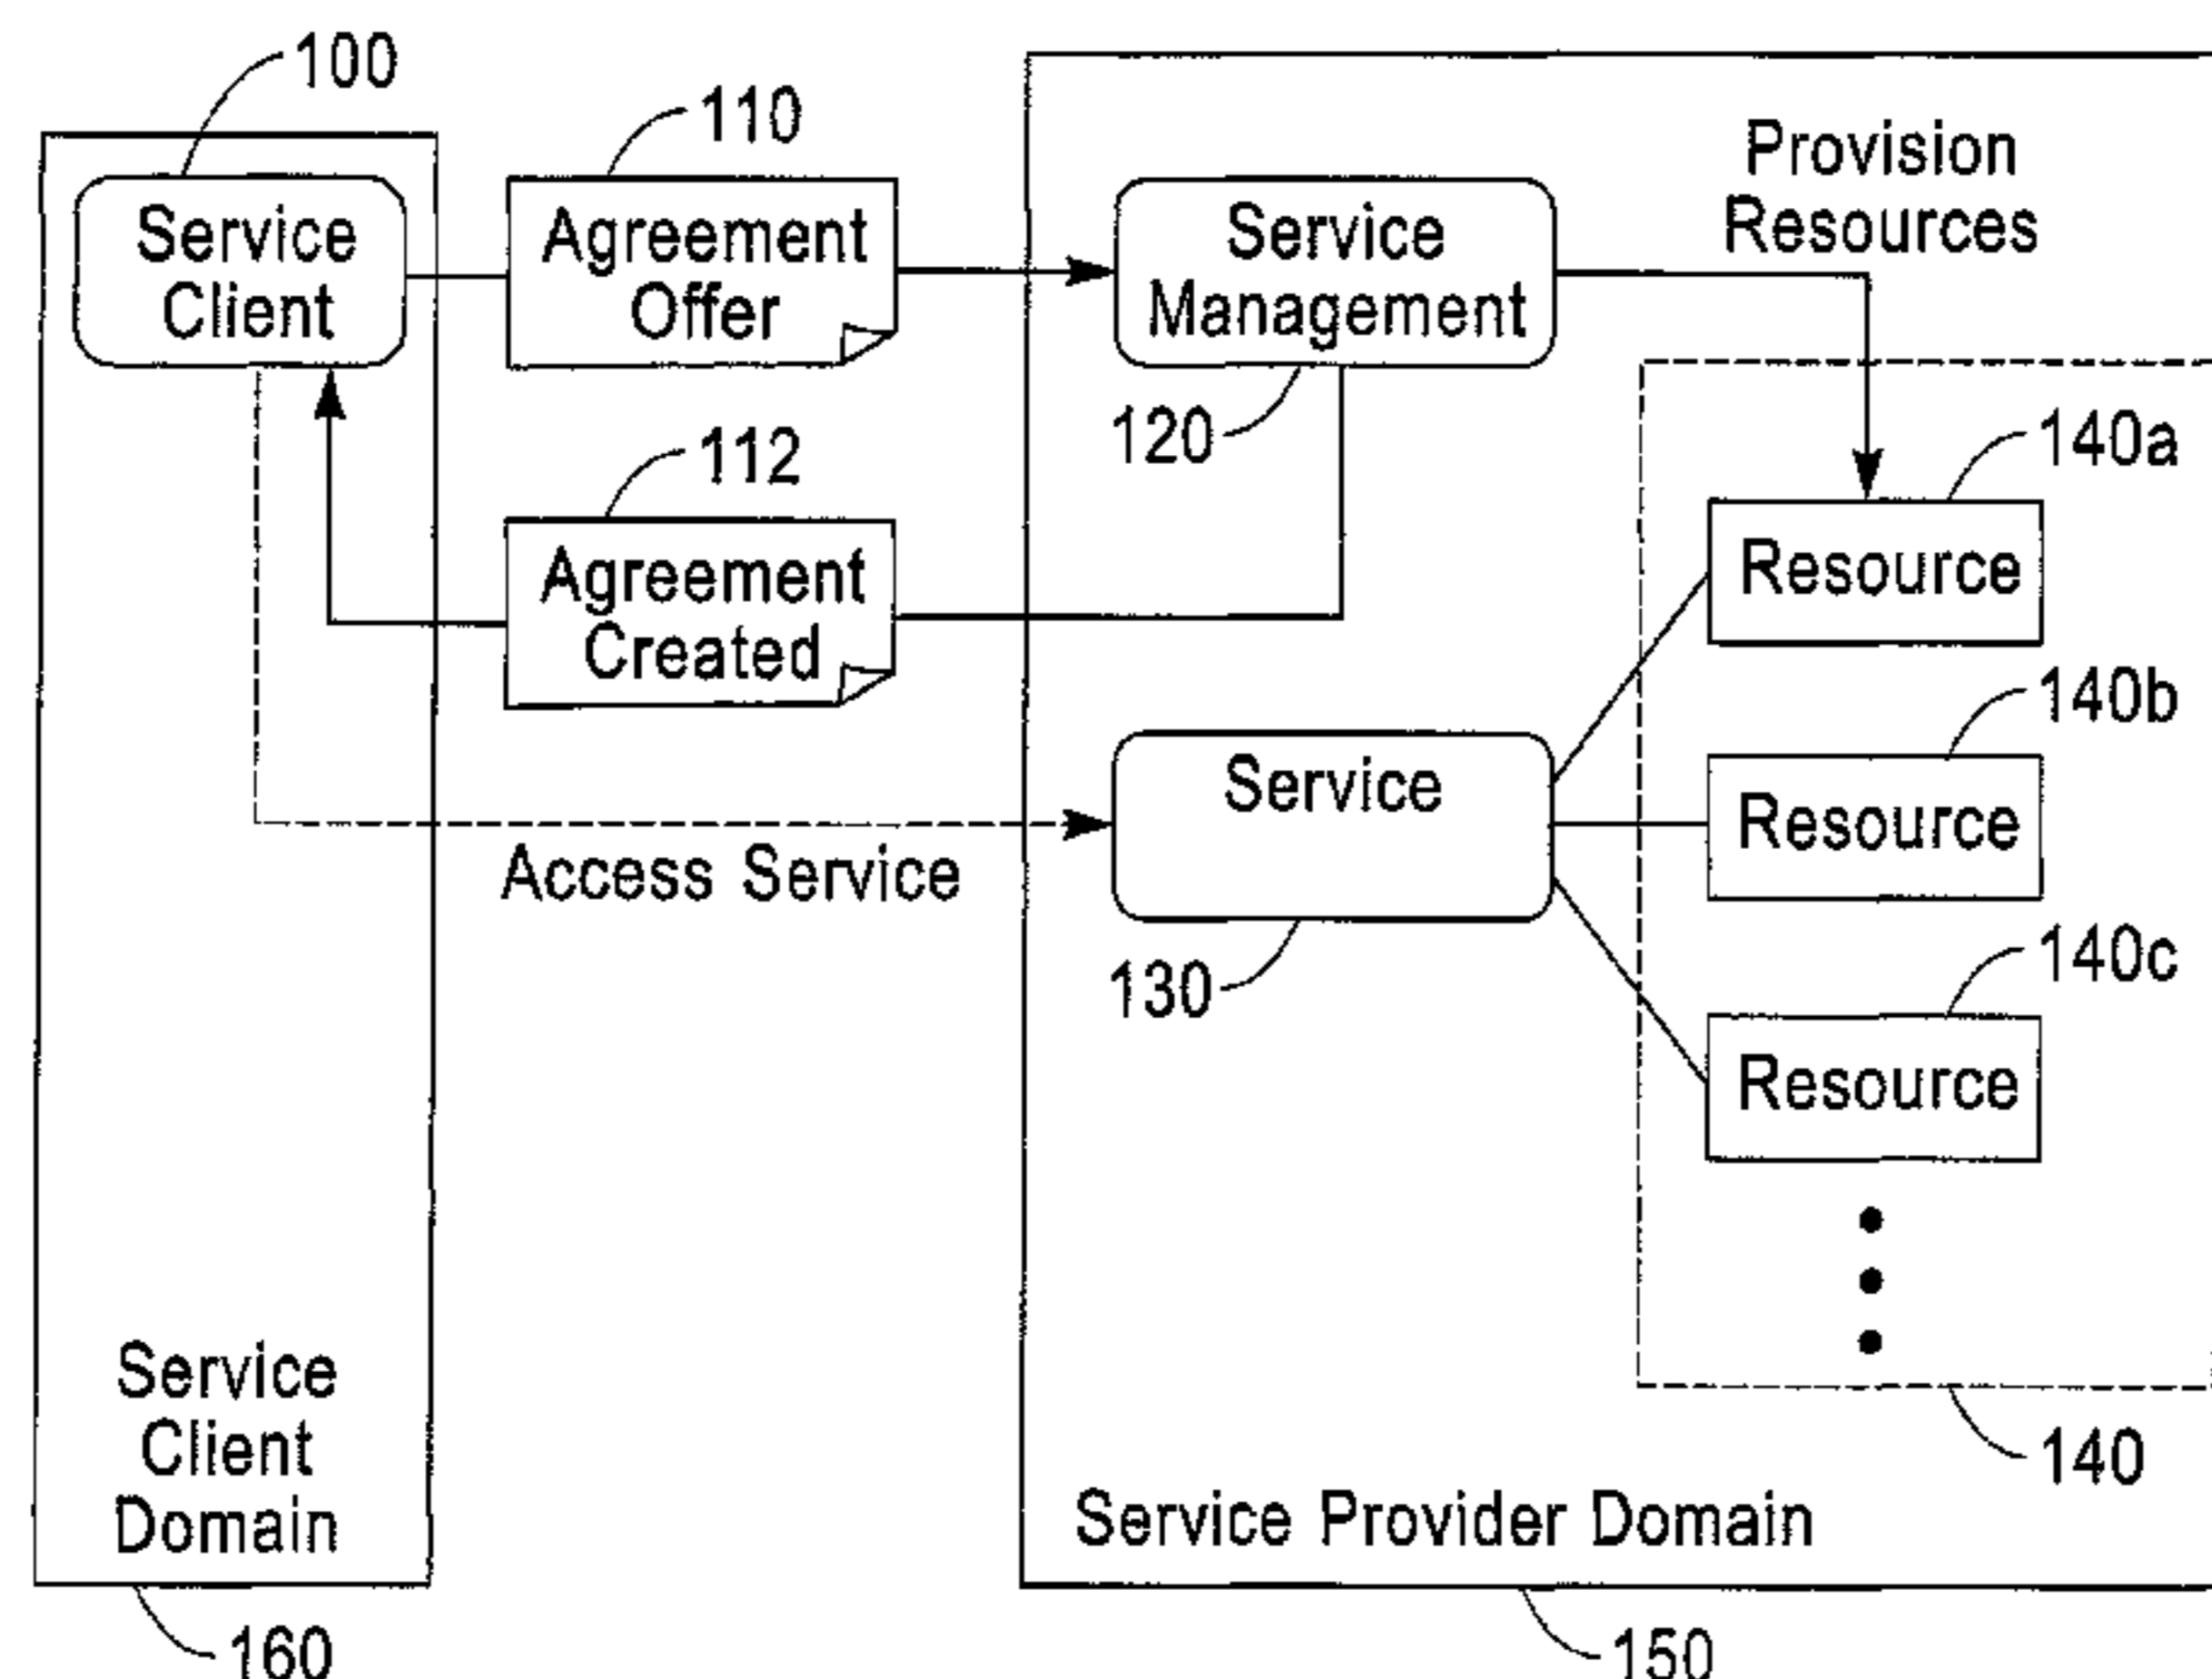 100
110
Provision
Resources
Service
Client
Agreement
Offer
Service
Management
120
112
140a
Agreement
Created
Resource
140b
Service
Resource
Access Service
130
140c
Resource
Service
Client
Domain
140
Service Provider Domain
160
150